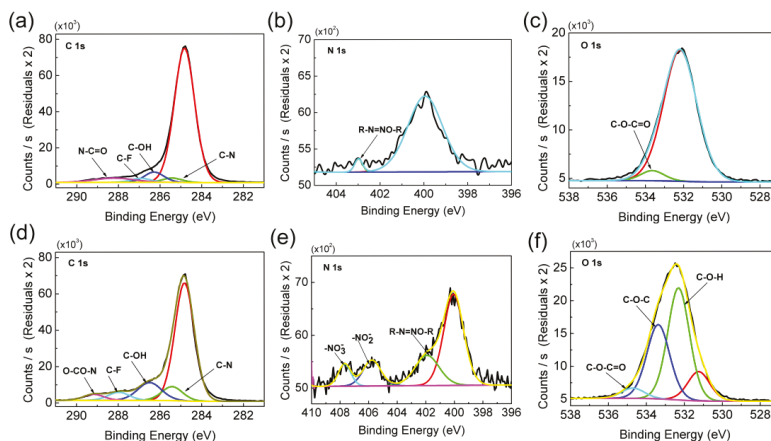 (a)
(x10³)
C 1s
N-C=O
C-F
C-OH
C-N
80
60
40
20
0
290 288 286 284 282
Counts / s (Residuals x 2)
Binding Energy (eV)
(b)
(x10²)
N 1s
R-N=NO-R
70
60
50
404 402 400 398 396
Counts / s (Residuals x 2)
Binding Energy (eV)
(c)
(x10³)
O 1s
C-O-C=O
20
15
10
5
538 536 534 532 530 528
Counts / s (Residuals x 2)
Binding Energy (eV)
(d)
(x10³)
C 1s
O-CO-N
C-F
C-OH
C-N
80
60
40
20
0
290 288 286 284 282
Counts / s (Residuals x 2)
Binding Energy (eV)
(e)
(x10²)
N 1s
-NO₃⁻
-NO₂⁻
R-N=NO-R
80
70
60
50
410 408 406 404 402 400 398 396
Counts / s (Residuals x 2)
Binding Energy (eV)
(f)
(x10³)
O 1s
C-O-H
C-O-C
C-O-C=O
25
20
15
10
5
538 536 534 532 530 528
Counts / s (Residuals x 2)
Binding Energy (eV)